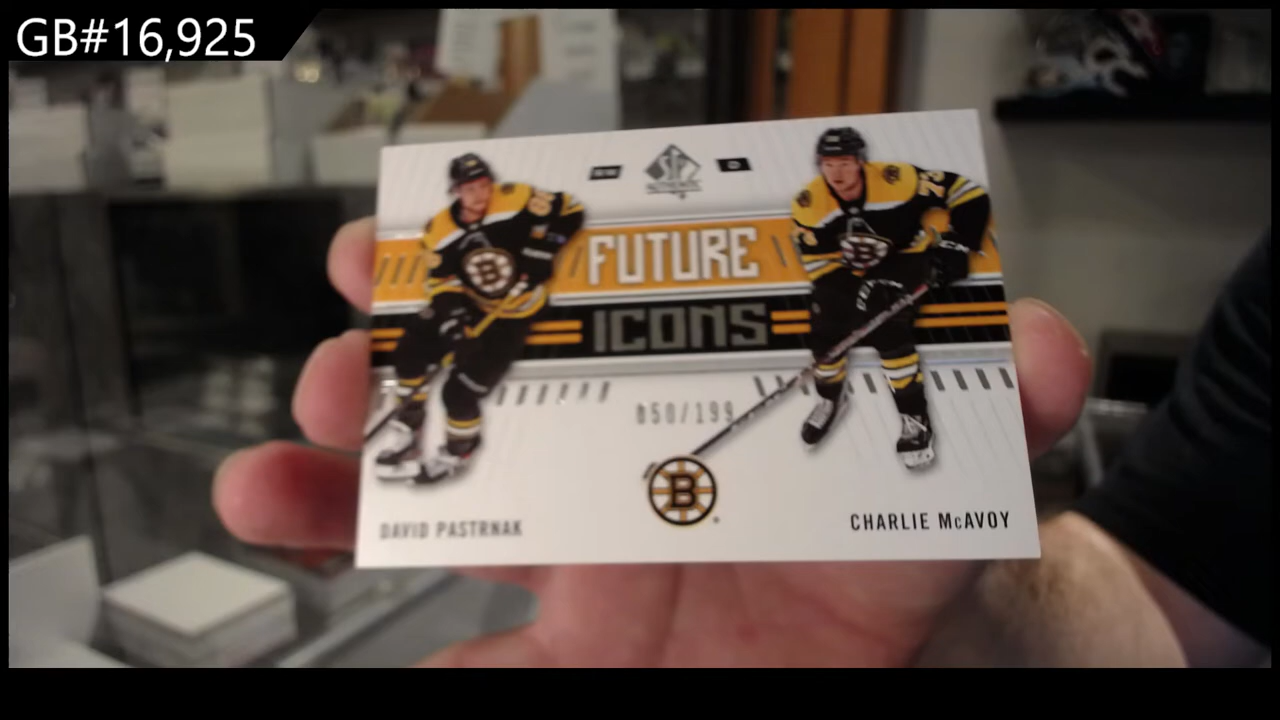 GB#16,925
SP
AUTHENTIC
FUTURE
ICONS
050/199
B
DAVID PASTRNAK
CHARLIE McAVOY